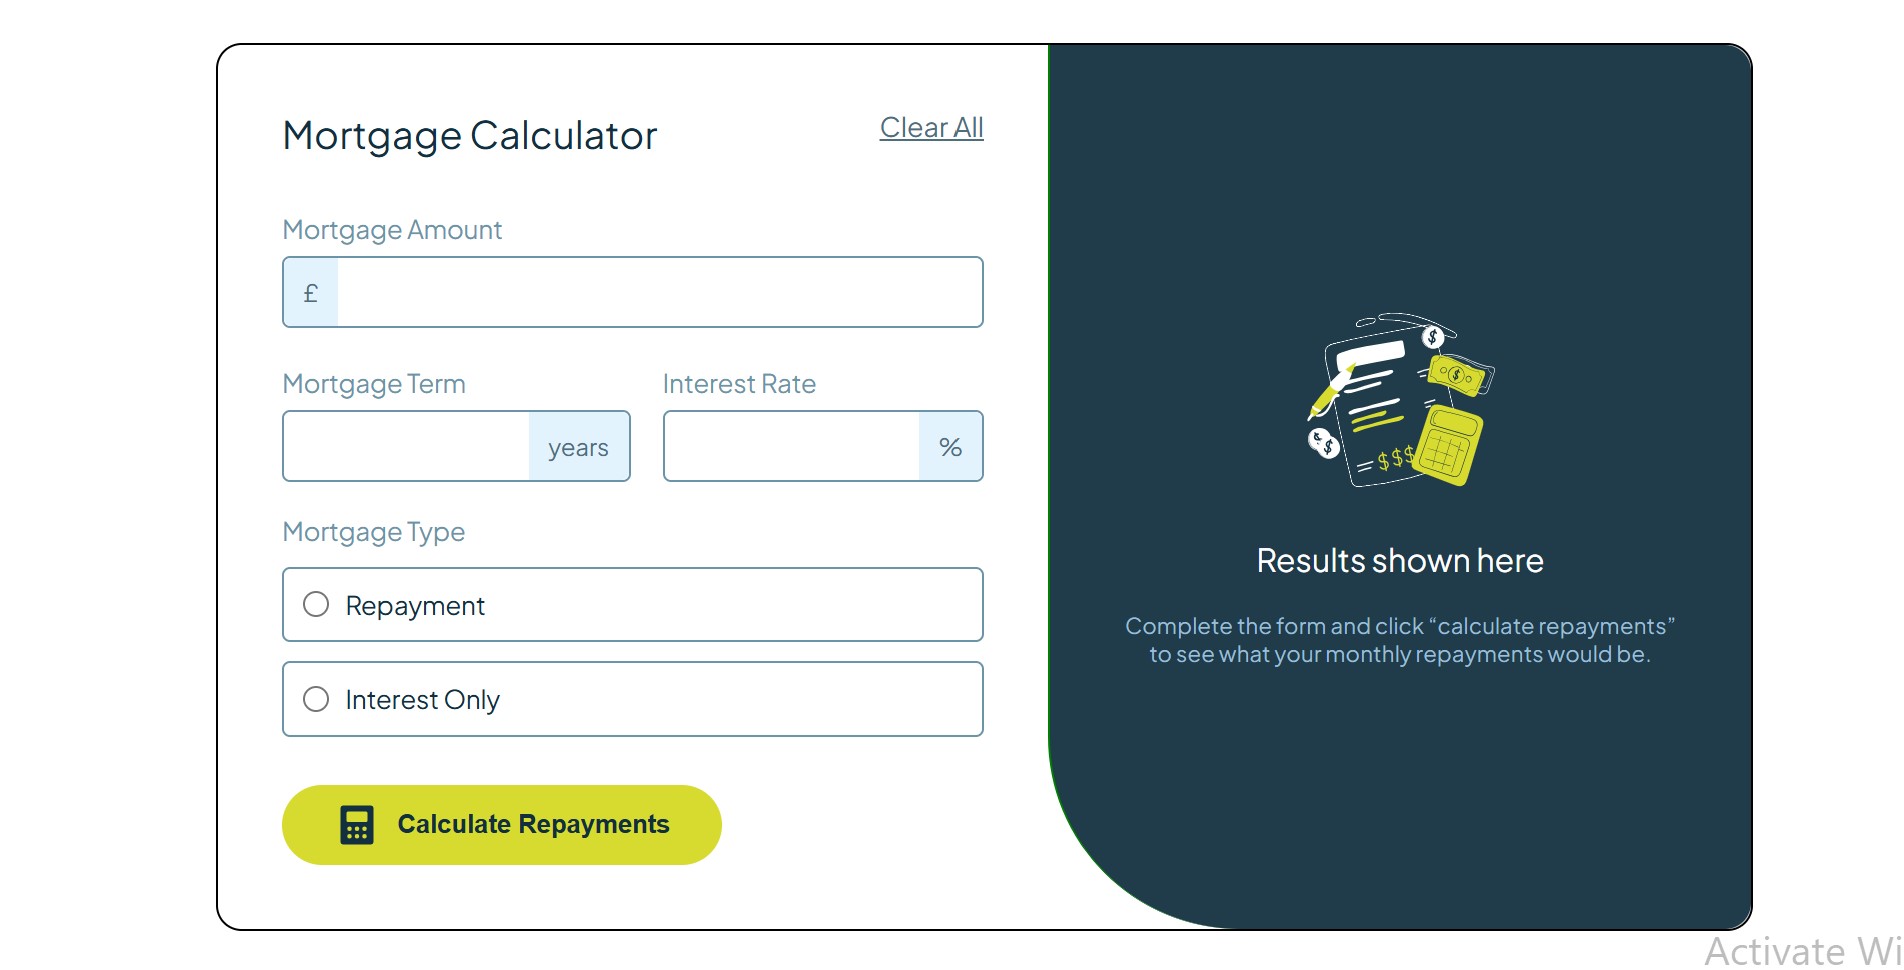 Mortgage Calculator
Clear All
Mortgage Amount
£
Mortgage Term
Interest Rate
years
%
Mortgage Type
Repayment
Interest Only
Calculate Repayments
$
$
$
$
$$$
Results shown here
Complete the form and click “calculate repayments”
to see what your monthly repayments would be.
Activate Wi